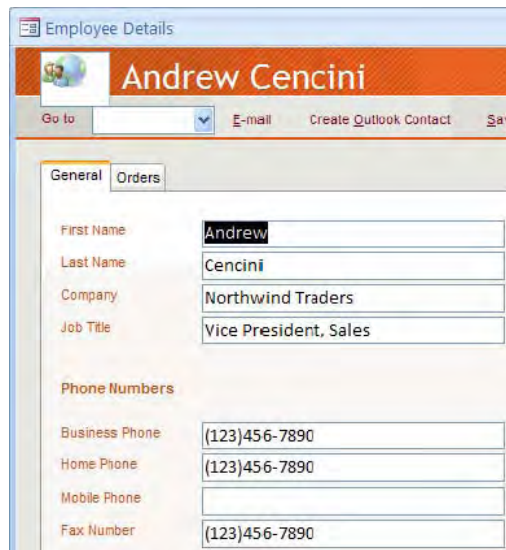 Employee Details
Andrew Cencini
Go to E-mail Create Outlook Contact
General Orders
First Name Andrew
Last Name Cencini
Company Northwind Traders
Job Title Vice President, Sales
Phone Numbers
Business Phone (123)456-7890
Home Phone (123)456-7890
Mobile Phone
Fax Number (123)456-7890